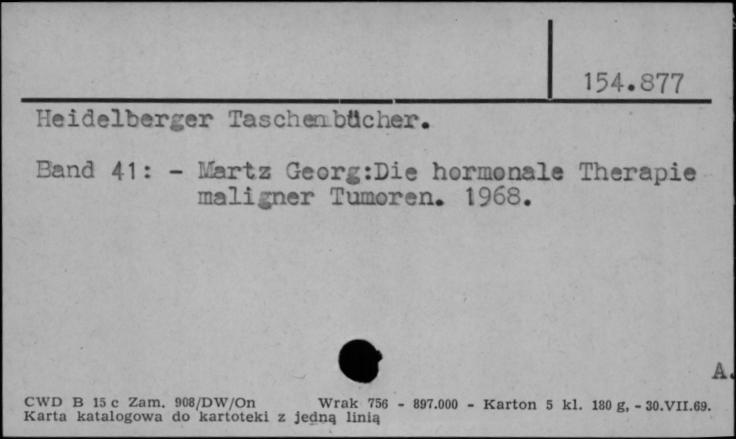 154.877
Heidelberger Taschenbücher.
Band 41: - Martz Georg:Die hormonale Therapie
maligner Tumoren. 1968.
A.
CWD B 15 c Zam. 908/DW/On Wrak 756 - 897.000 - Karton 5 kl. 180 g, - 30.VII.69.
Karta katalogowa do kartoteki z jedną linią